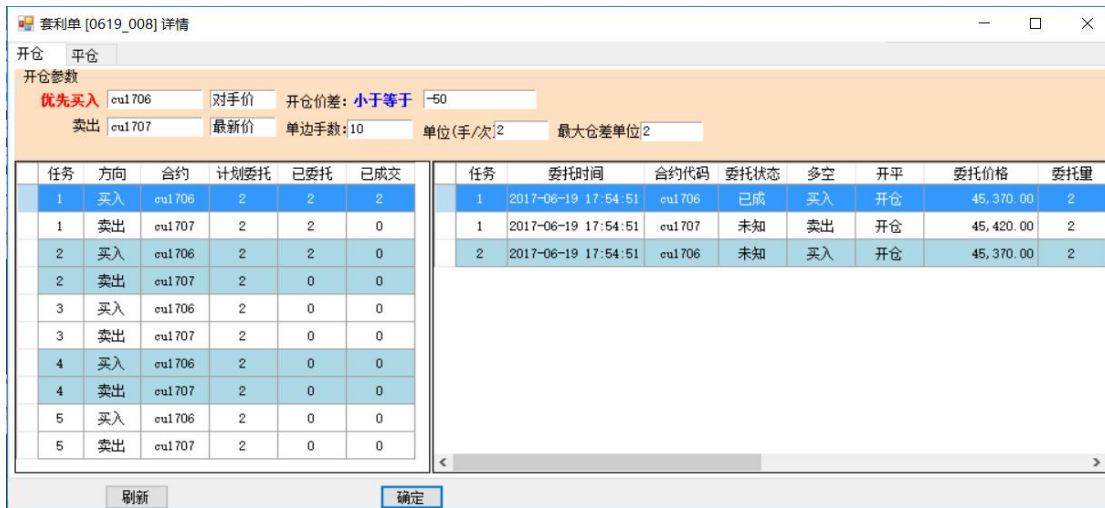 套利单 [0619_008] 详情
开仓 平仓
开仓参数
优先买入 cu1706 对手价 开仓价差: 小于等于 -50
卖出 cu1707 最新价 单边手数: 10 单位(手/次) 2 最大仓差单位 2
任务 方向 合约 计划委托 已委托 已成交
1 买入 cu1706 2 2 2
1 卖出 cu1707 2 2 0
2 买入 cu1706 2 2 0
2 卖出 cu1707 2 0 0
3 买入 cu1706 2 0 0
3 卖出 cu1707 2 0 0
4 买入 cu1706 2 0 0
4 卖出 cu1707 2 0 0
5 买入 cu1706 2 0 0
5 卖出 cu1707 2 0 0
任务 委托时间 合约代码 委托状态 多空 开平 委托价格 委托量
1 2017-06-19 17:54:51 cu1706 已成 买入 开仓 45,370.00 2
1 2017-06-19 17:54:51 cu1707 未知 卖出 开仓 45,420.00 2
2 2017-06-19 17:54:51 cu1706 未知 买入 开仓 45,370.00 2
刷新 确定